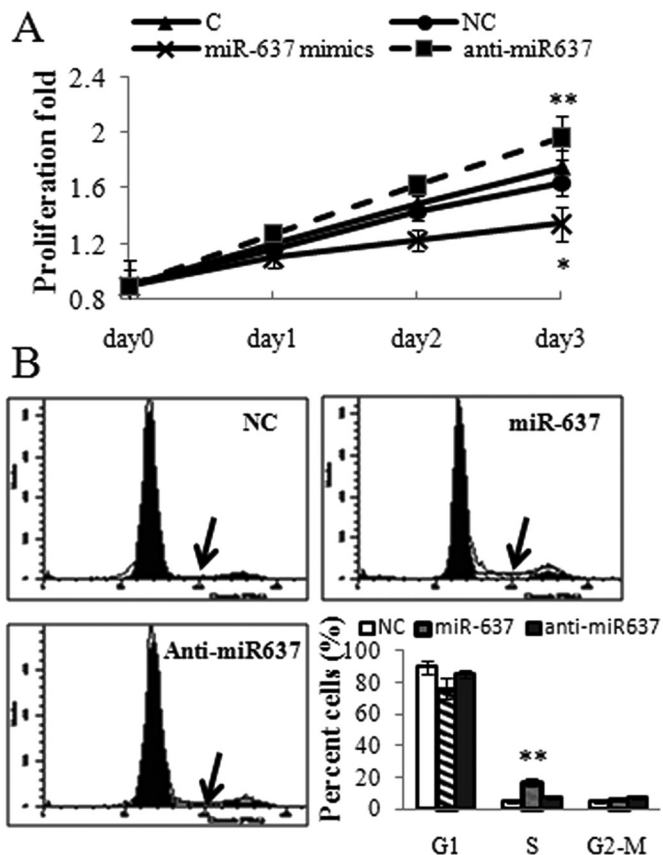 A
C
NC
miR-637 mimics
anti-miR637
Proliferation fold
2.4
2
1.6
1.2
0.8
**
*
day0 day1 day2 day3
B
NC
miR-637
Anti-miR637
NC miR-637 anti-miR637
Percent cells (%)
100
80
60
40
20
0
**
G1 S G2-M